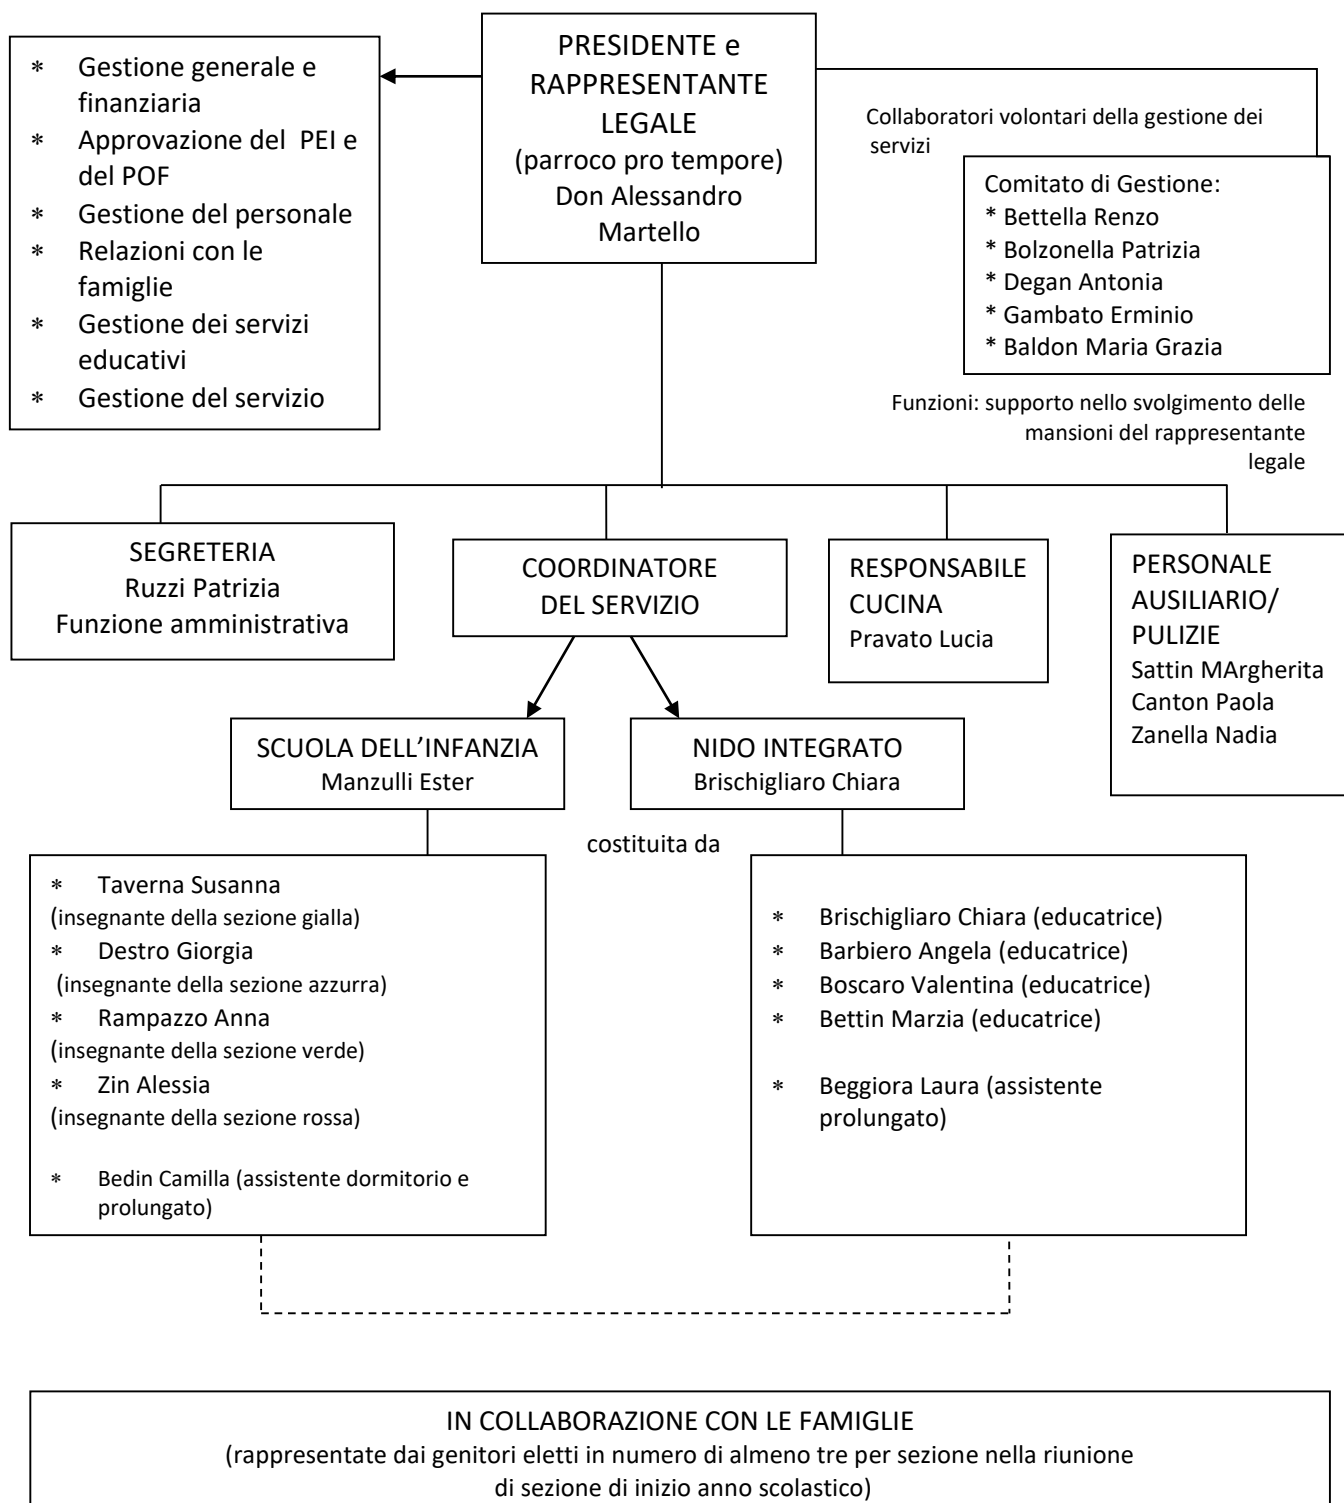 PRESIDENTE e
RAPPRESENTANTE
LEGALE
(parroco pro tempore)
Don Alessandro
Martello
* Gestione generale e
finanziaria
* Approvazione del  PEI e
del POF
* Gestione del personale
* Relazioni con le
famiglie
* Gestione dei servizi
educativi
* Gestione del servizio
Collaboratori volontari della gestione dei
servizi
Comitato di Gestione:
* Bettella Renzo
* Bolzonella Patrizia
* Degan Antonia
* Gambato Erminio
* Baldon Maria Grazia
Funzioni: supporto nello svolgimento delle
mansioni del rappresentante
legale
SEGRETERIA
Ruzzi Patrizia
Funzione amministrativa
COORDINATORE
DEL SERVIZIO
RESPONSABILE
CUCINA
Pravato Lucia
PERSONALE
AUSILIARIO/
PULIZIE
Sattin MArgherita
Canton Paola
Zanella Nadia
SCUOLA DELL’INFANZIA
Manzulli Ester
NIDO INTEGRATO
Brischigliaro Chiara
costituita da
* Taverna Susanna
(insegnante della sezione gialla)
* Destro Giorgia
(insegnante della sezione azzurra)
* Rampazzo Anna
(insegnante della sezione verde)
* Zin Alessia
(insegnante della sezione rossa)
* Bedin Camilla (assistente dormitorio e
prolungato)
* Brischigliaro Chiara (educatrice)
* Barbiero Angela (educatrice)
* Boscaro Valentina (educatrice)
* Bettin Marzia (educatrice)
* Beggiora Laura (assistente
prolungato)
IN COLLABORAZIONE CON LE FAMIGLIE
(rappresentate dai genitori eletti in numero di almeno tre per sezione nella riunione
di sezione di inizio anno scolastico)